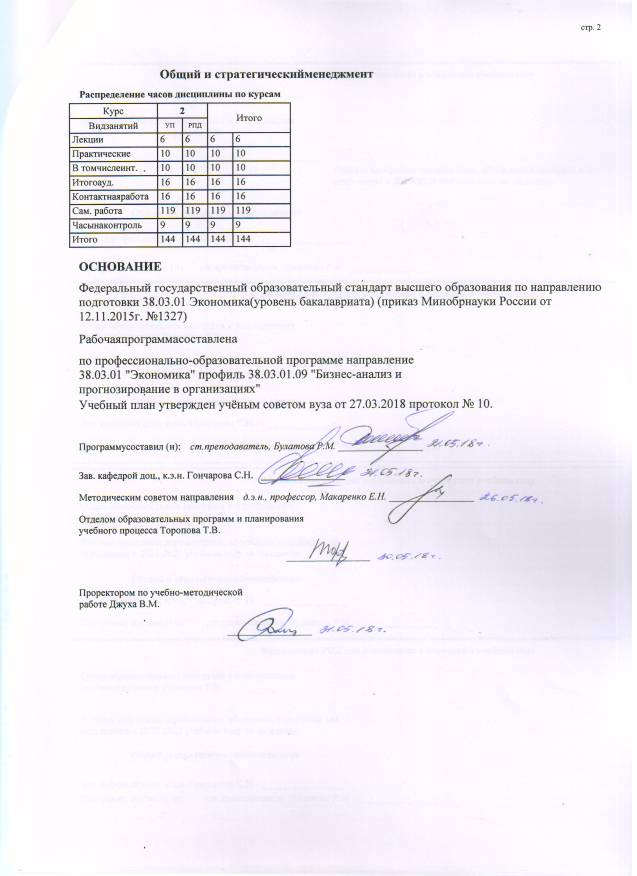 стр. 2
Общий и стратегическийменеджмент
Распределение часов дисциплины по курсам
Курс 2 Итого
Видзанятий УП РПД
Лекции 6 6 6 6
Практические 10 10 10 10
В томчислеинт. . 10 10 10 10
Итогоауд. 16 16 16 16
Контактнаяработа 16 16 16 16
Сам. работа 119 119 119 119
Часынаконтроль 9 9 9 9
Итого 144 144 144 144
ОСНОВАНИЕ
Федеральный государственный образовательный стандарт высшего образования по направлению
подготовки 38.03.01 Экономика(уровень бакалавриата) (приказ Минобрнауки России от
12.11.2015г. №1327)
Рабочаяпрограммасоставлена
по профессионально-образовательной программе направление
38.03.01 "Экономика" профиль 38.03.01.09 "Бизнес-анализ и
прогнозирование в организациях"
Учебный план утвержден учёным советом вуза от 27.03.2018 протокол № 10.
Программусоставил (и): ст.преподаватель, Булатова Р.М. 21.05.18г.
Зав. кафедрой доц., к.э.н. Гончарова С.Н. 21.05.18г.
Методическим советом направления д.э.н., профессор, Макаренко Е.Н. 26.05.18г.
Отделом образовательных программ и планирования
учебного процесса Торопова Т.В.
30.05.18г.
Проректором по учебно-методической
работе Джуха В.М.
31.05.18г.